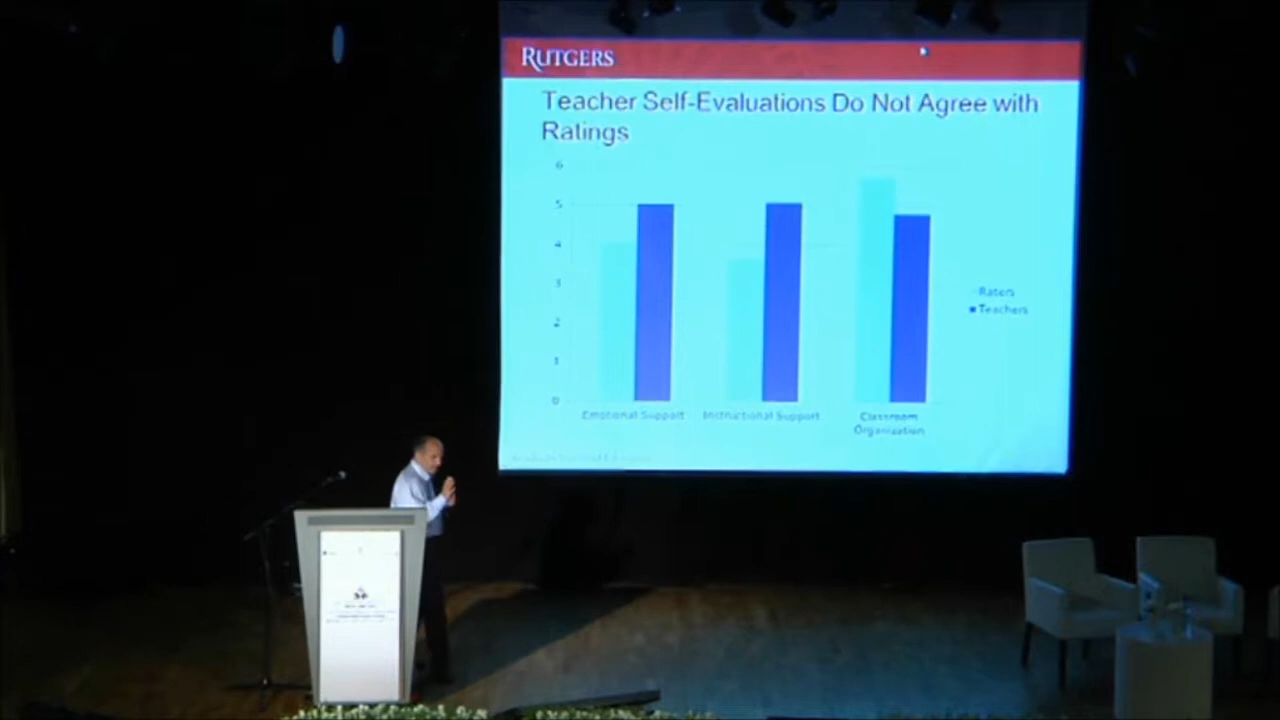 RUTGERS
Teacher Self-Evaluations Do Not Agree with
Ratings
6
5
4
3
2
1
0
Raters
Teachers
Emotional Support
Instructional Support
Classroom
Organization